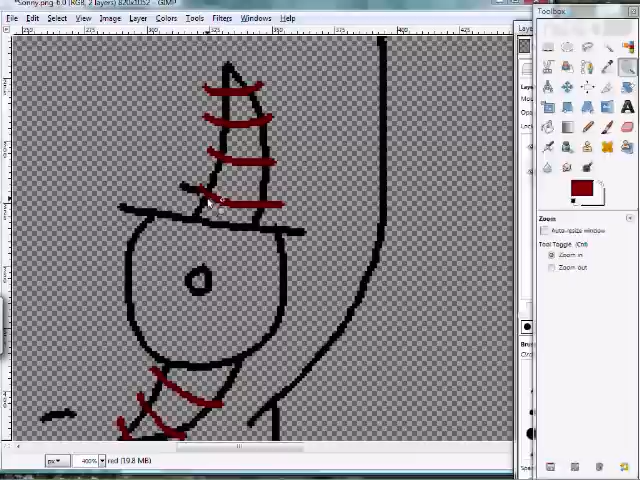 *Sonny.png-6.0 (RGB, 2 layers) 820x1052 – GIMP
File Edit Select View Image Layer Colors Tools Filters Windows Help
Toolbox
Zoom
Auto-resize window
Tool Toggle (Ctrl)
Zoom in
Zoom out
px 400% red (19.8 MB)